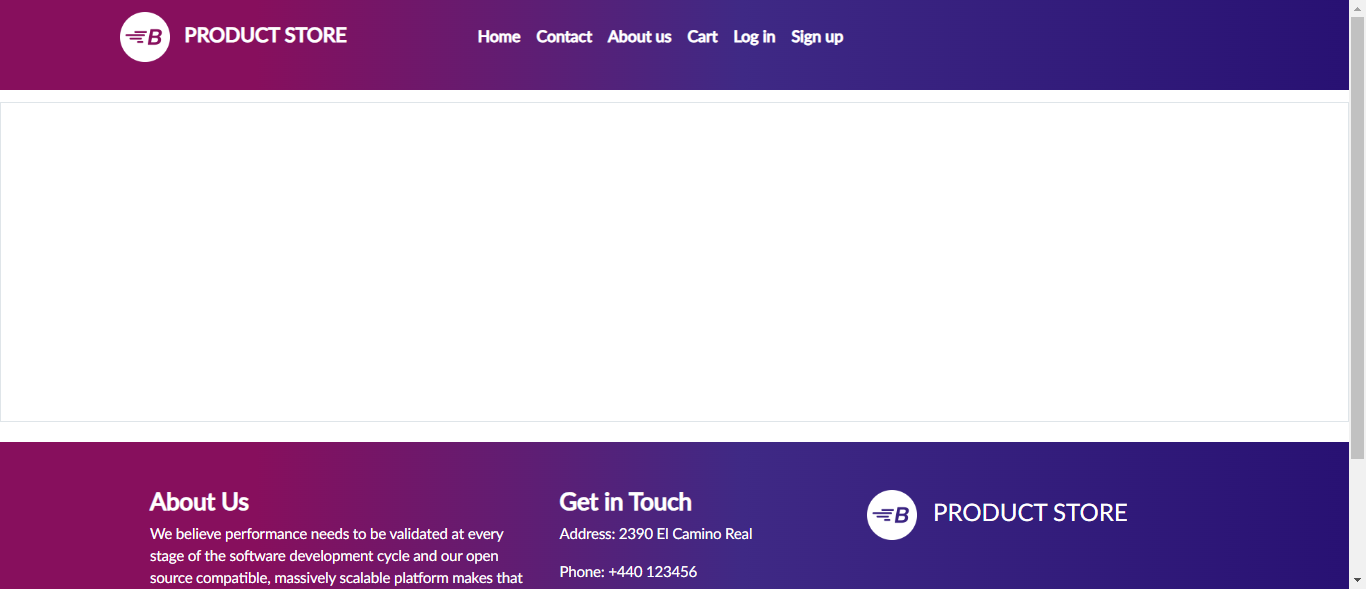 B PRODUCT STORE Home Contact About us Cart Log in Sign up
About Us
We believe performance needs to be validated at every
stage of the software development cycle and our open
source compatible, massively scalable platform makes that
Get in Touch
Address: 2390 El Camino Real
Phone: +440 123456
B PRODUCT STORE